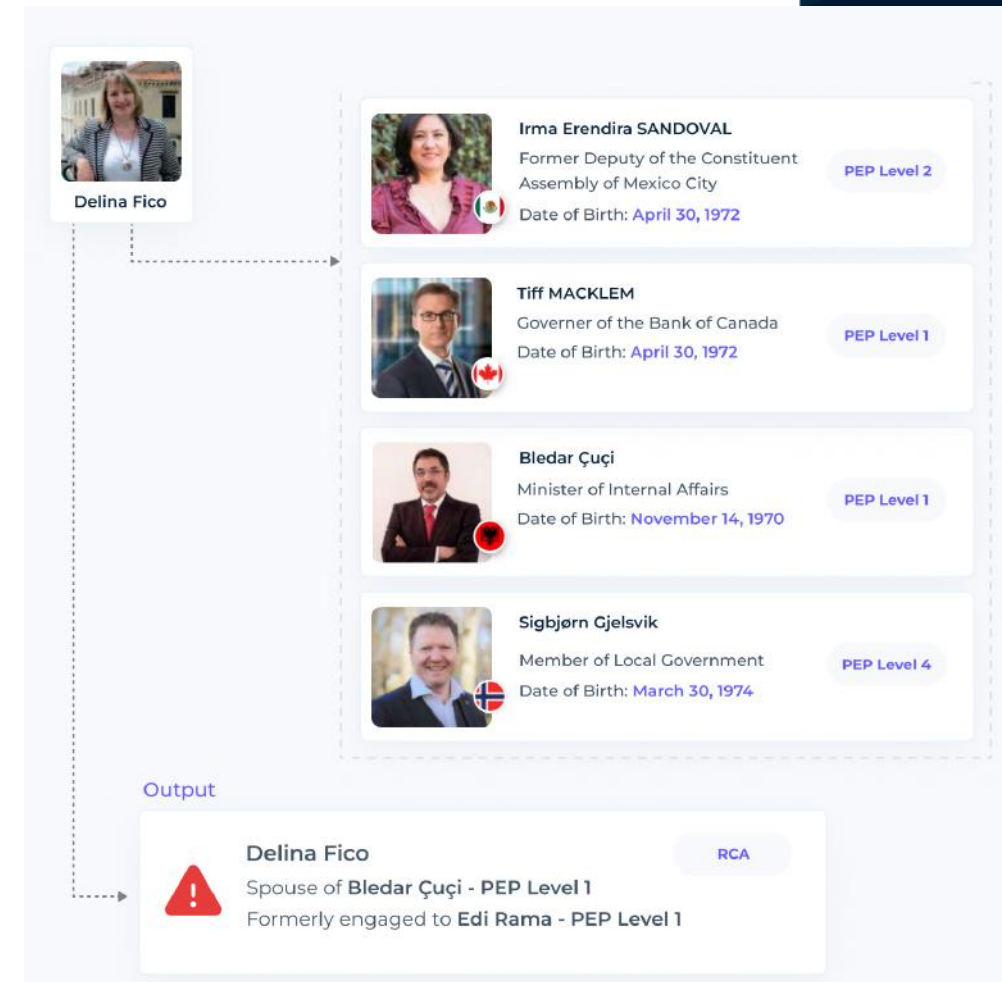 Delina Fico
Irma Erendira SANDOVAL
Former Deputy of the Constituent
Assembly of Mexico City
Date of Birth: April 30, 1972
PEP Level 2
Tiff MACKLEM
Governer of the Bank of Canada
Date of Birth: April 30, 1972
PEP Level 1
Bledar Çuçi
Minister of Internal Affairs
Date of Birth: November 14, 1970
PEP Level 1
Sigbjørn Gjelsvik
Member of Local Government
Date of Birth: March 30, 1974
PEP Level 4
Output
Delina Fico
RCA
Spouse of Bledar Çuçi - PEP Level 1
Formerly engaged to Edi Rama - PEP Level 1